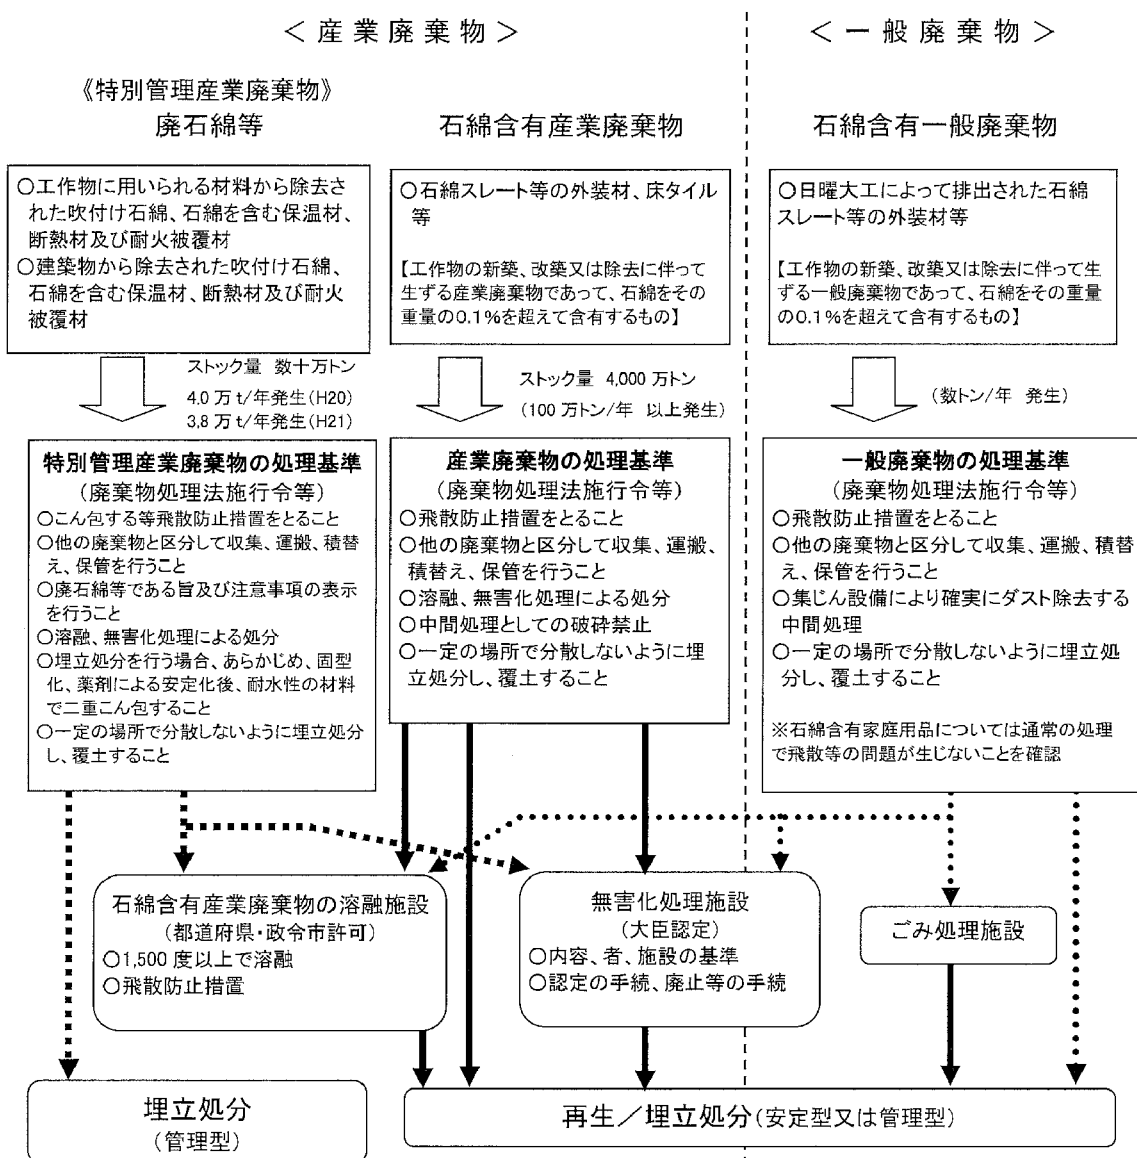 ＜産業廃棄物＞
＜一般廃棄物＞
《特別管理産業廃棄物》
廃石綿等
石綿含有産業廃棄物
石綿含有一般廃棄物
○工作物に用いられる材料から除去さ
れた吹付け石綿、石綿を含む保温材、
断熱材及び耐火被覆材
○建築物から除去された吹付け石綿、
石綿を含む保温材、断熱材及び耐火
被覆材
○石綿スレート等の外装材、床タイル
等
【工作物の新築、改築又は除去に伴って
生ずる産業廃棄物であって、石綿をその
重量の0.1％を超えて含有するもの】
○日曜大工によって排出された石綿
スレート等の外装材等
【工作物の新築、改築又は除去に伴って生
ずる一般廃棄物であって、石綿をその重量
の0.1％を超えて含有するもの】
ストック量 数十万トン
4.0 万 t/年発生(H20)
3.8 万 t/年発生(H21)
ストック量 4,000 万トン
(100 万トン/年 以上発生)
(数トン/年 発生)
特別管理産業廃棄物の処理基準
（廃棄物処理法施行令等）
○こん包する等飛散防止措置をとること
○他の廃棄物と区分して収集、運搬、積替
え、保管を行うこと
○廃石綿等である旨及び注意事項の表示
を行うこと
○溶融、無害化処理による処分
○埋立処分を行う場合、あらかじめ、固型
化、薬剤による安定化後、耐水性の材料
で二重こん包すること
○一定の場所で分散しないように埋立処分
し、覆土すること
産業廃棄物の処理基準
（廃棄物処理法施行令等）
○飛散防止措置をとること
○他の廃棄物と区分して収集、運搬、
積替え、保管を行うこと
○溶融、無害化処理による処分
○中間処理としての破砕禁止
○一定の場所で分散しないように埋
立処分し、覆土すること
一般廃棄物の処理基準
（廃棄物処理法施行令等）
○飛散防止措置をとること
○他の廃棄物と区分して収集、運搬、積替
え、保管を行うこと
○集じん設備により確実にダスト除去する
中間処理
○一定の場所で分散しないように埋立処
分し、覆土すること
※石綿含有家庭用品については通常の処理
で飛散等の問題が生じないことを確認
石綿含有産業廃棄物の溶融施設
（都道府県・政令市許可）
○1,500 度以上で溶融
○飛散防止措置
無害化処理施設
（大臣認定）
○内容、者、施設の基準
○認定の手続、廃止等の手続
ごみ処理施設
埋立処分
（管理型）
再生／埋立処分（安定型又は管理型）